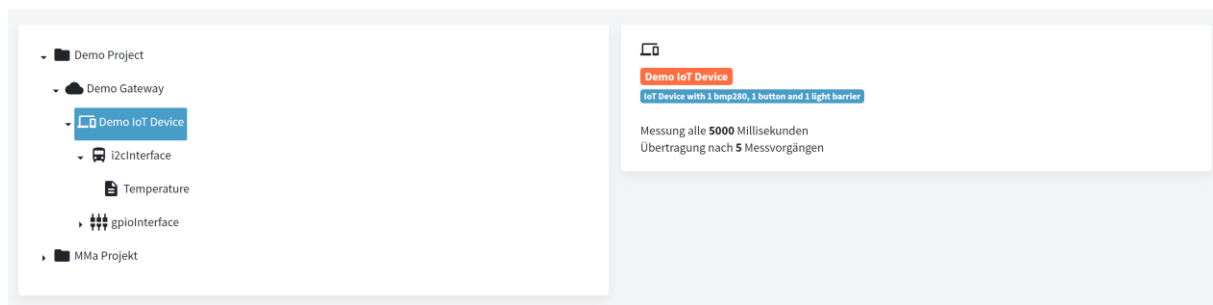 Demo Project
Demo Gateway
Demo IoT Device
i2cInterface
Temperature
gpioInterface
MMa Projekt
Demo IoT Device
IoT Device with 1 bmp280, 1 button and 1 light barrier
Messung alle 5000 Millisekunden
Übertragung nach 5 Messvorgängen